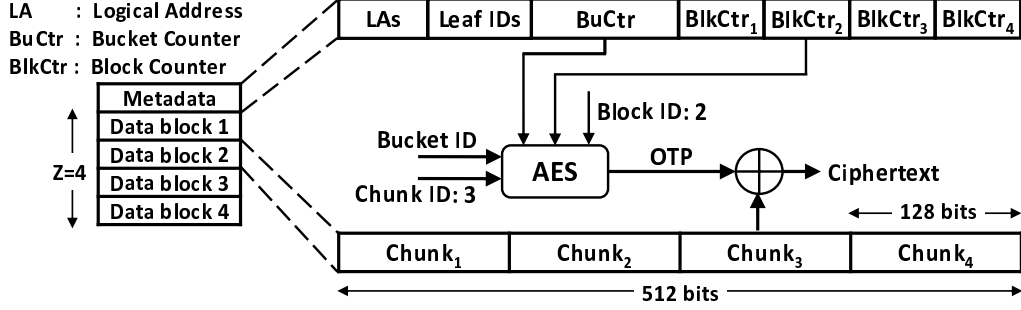 LA : Logical Address
BuCtr : Bucket Counter
BlkCtr : Block Counter
LAs Leaf IDs BuCtr BlkCtr1 BlkCtr2 BlkCtr3 BlkCtr4
Metadada
Data block 1
Data block 2
Data block 3
Data block 4
Z=4
Block ID: 2
Bucket ID
Chunk ID: 3
AES
OTP
Ciphertext
128 bits
Chunk1 Chunk2 Chunk3 Chunk4
512 bits